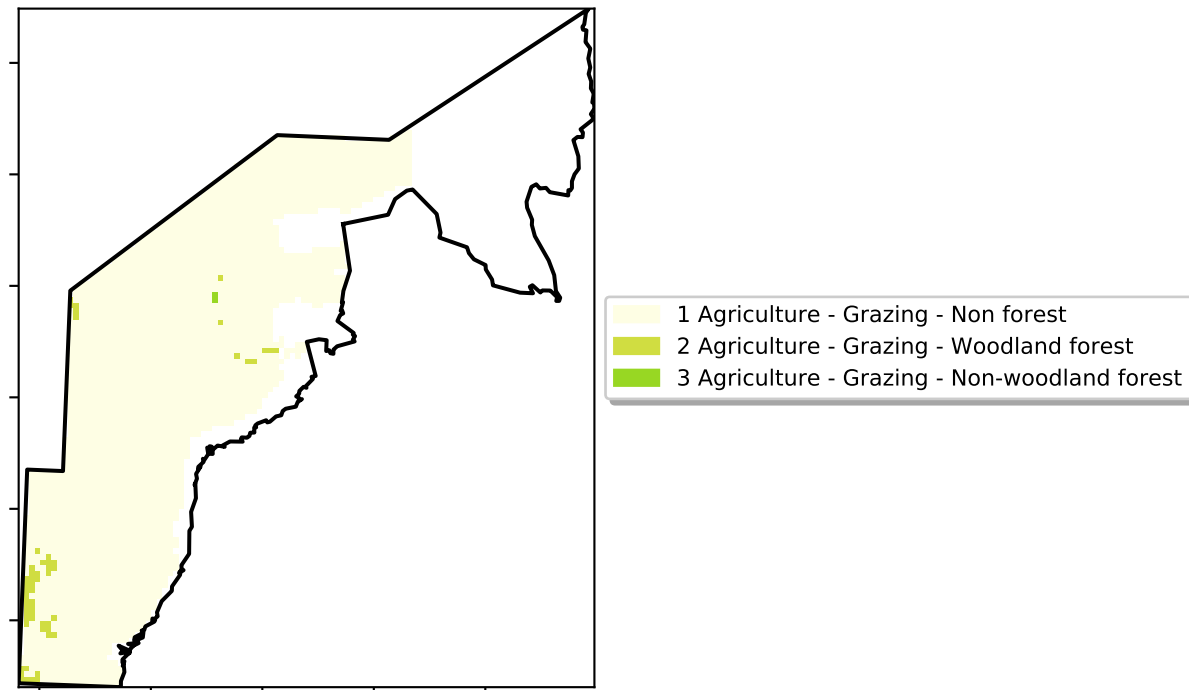 1 Agriculture - Grazing - Non forest
2 Agriculture - Grazing - Woodland forest
3 Agriculture - Grazing - Non-woodland forest